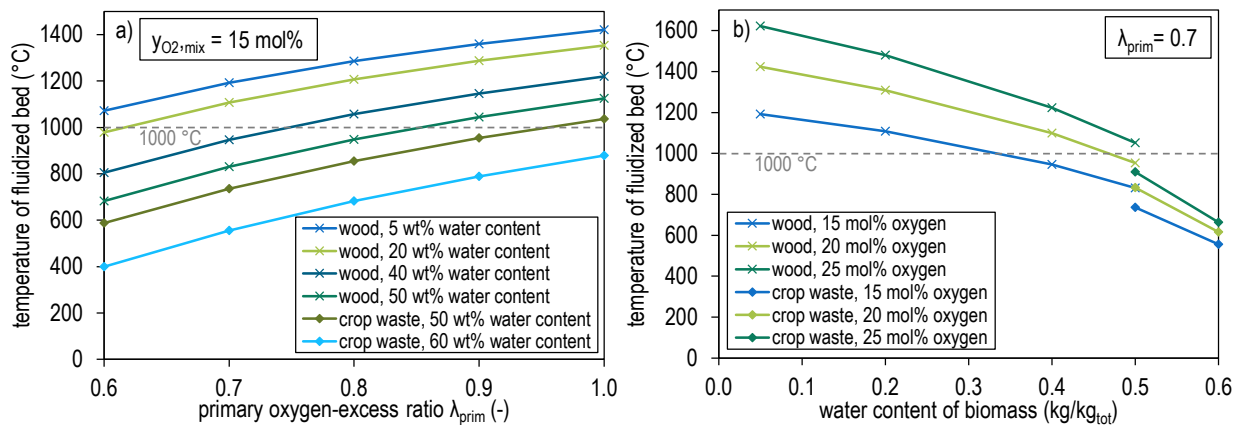 a)
y_O2,mix = 15 mol%
temperature of fluidized bed (°C)
1400
1200
1000
800
600
400
200
0
1000 °C
wood, 5 wt% water content
wood, 20 wt% water content
wood, 40 wt% water content
wood, 50 wt% water content
crop waste, 50 wt% water content
crop waste, 60 wt% water content
0.6 0.7 0.8 0.9 1.0
primary oxygen-excess ratio λ_prim (-)
b)
λ_prim = 0.7
temperature of fluidized bed (°C)
1600
1400
1200
1000
800
600
400
200
0
1000 °C
wood, 15 mol% oxygen
wood, 20 mol% oxygen
wood, 25 mol% oxygen
crop waste, 15 mol% oxygen
crop waste, 20 mol% oxygen
crop waste, 25 mol% oxygen
0.0 0.1 0.2 0.3 0.4 0.5 0.6
water content of biomass (kg/kg_tot)